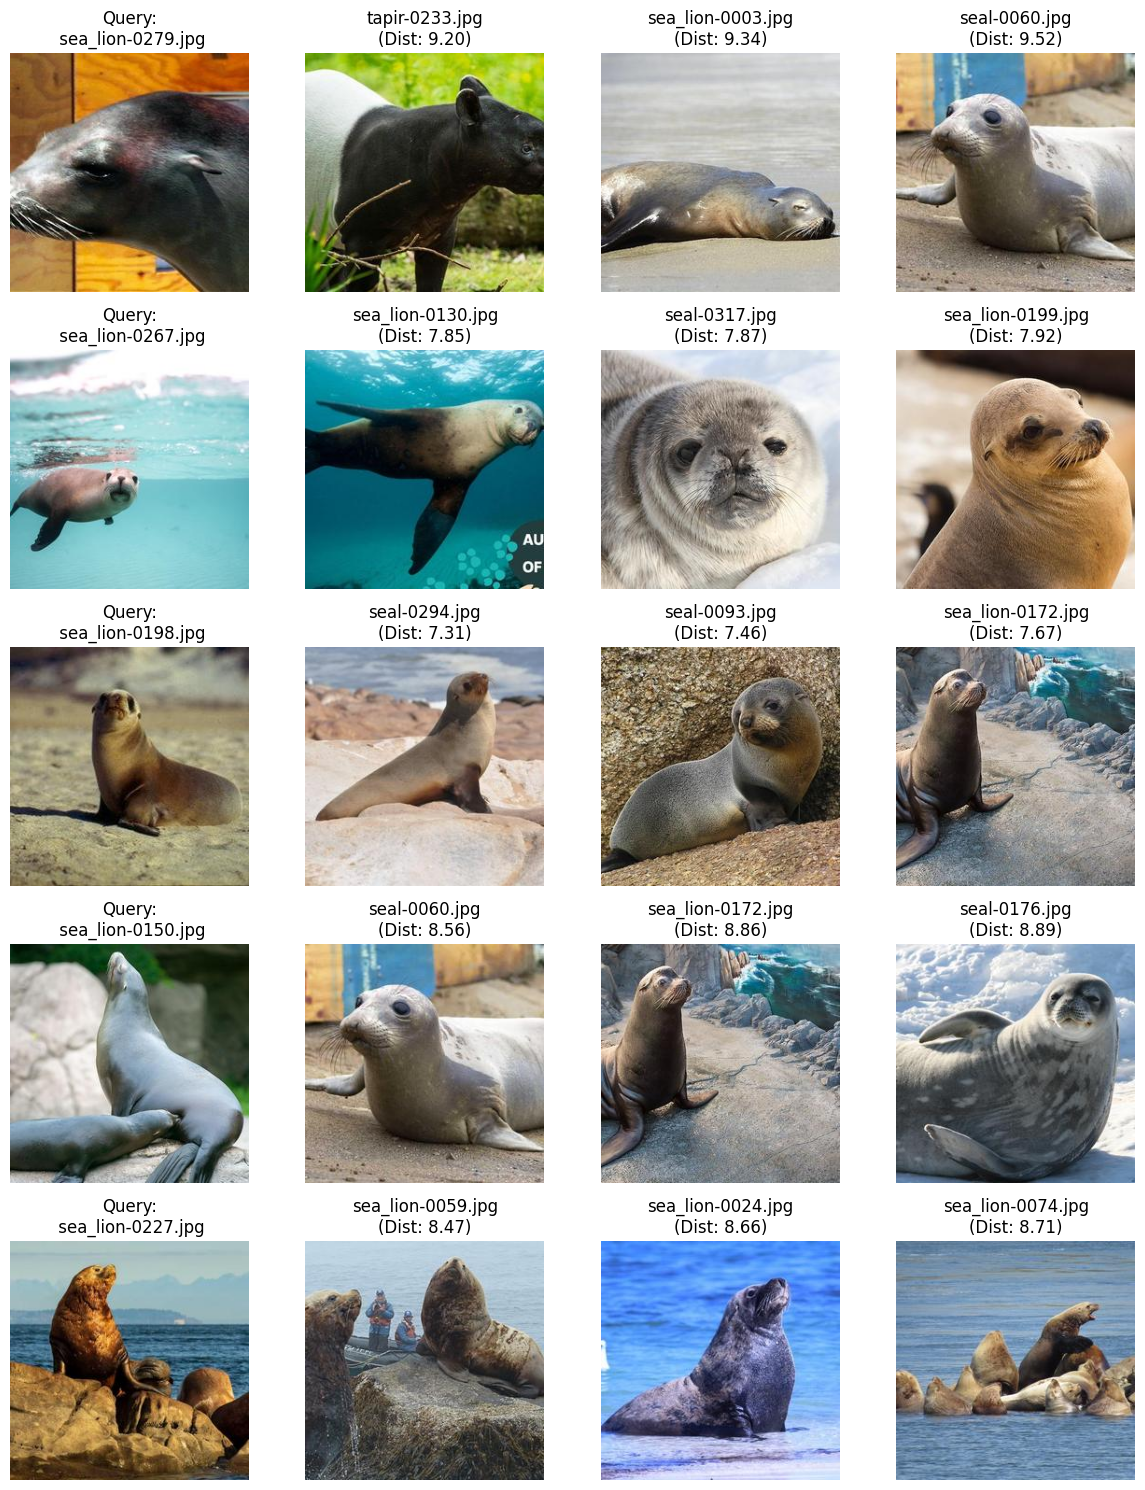 Query:
sea_lion-0279.jpg
tapir-0233.jpg
(Dist: 9.20)
sea_lion-0003.jpg
(Dist: 9.34)
seal-0060.jpg
(Dist: 9.52)
Query:
sea_lion-0267.jpg
sea_lion-0130.jpg
(Dist: 7.85)
seal-0317.jpg
(Dist: 7.87)
sea_lion-0199.jpg
(Dist: 7.92)
AU
OF
Query:
sea_lion-0198.jpg
seal-0294.jpg
(Dist: 7.31)
seal-0093.jpg
(Dist: 7.46)
sea_lion-0172.jpg
(Dist: 7.67)
Query:
sea_lion-0150.jpg
seal-0060.jpg
(Dist: 8.56)
sea_lion-0172.jpg
(Dist: 8.86)
seal-0176.jpg
(Dist: 8.89)
Query:
sea_lion-0227.jpg
sea_lion-0059.jpg
(Dist: 8.47)
sea_lion-0024.jpg
(Dist: 8.66)
sea_lion-0074.jpg
(Dist: 8.71)